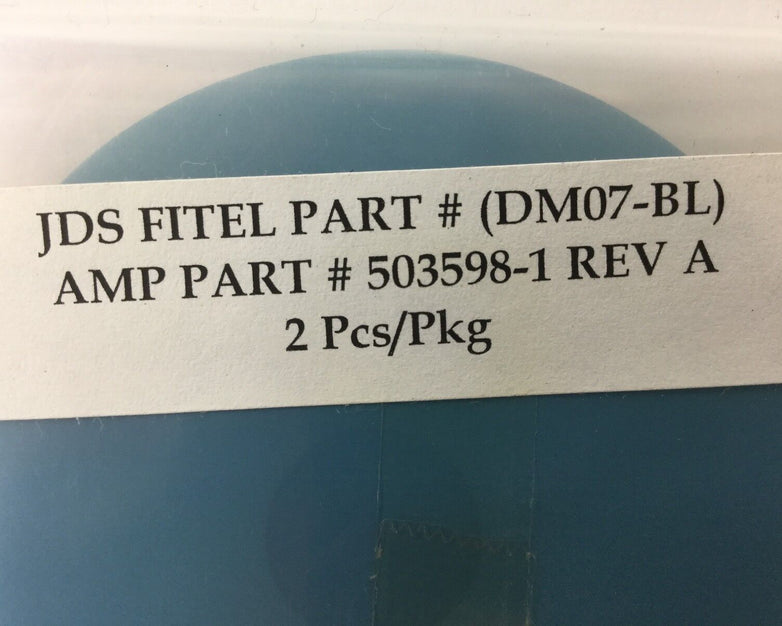 JDS FITEL PART # (DM07-BL)
AMP PART # 503598-1 REV A
2 Pcs/Pkg